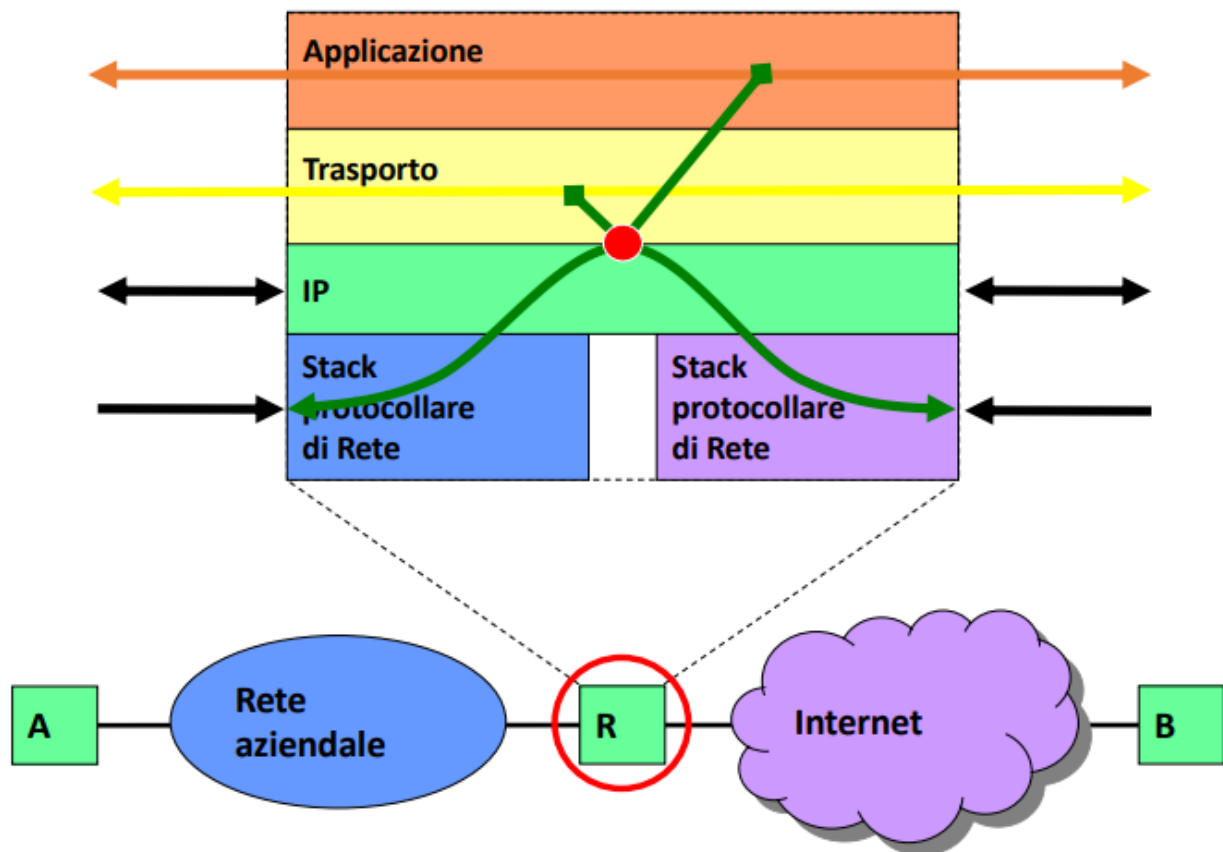 Applicazione
Trasporto
IP
Stack
protocollare
di Rete
Stack
protocollare
di Rete
A
Rete
aziendale
R
Internet
B